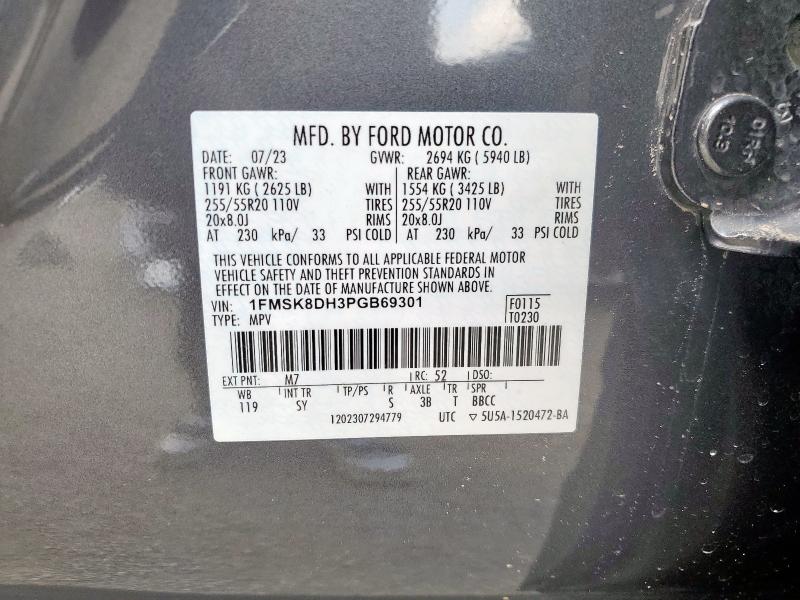 MFD. BY FORD MOTOR CO.
DATE: 07/23 GVWR: 2694 KG ( 5940 LB)
FRONT GAWR: REAR GAWR:
1191 KG ( 2625 LB) WITH 1554 KG ( 3425 LB) WITH
255/55R20 110V TIRES 255/55R20 110V TIRES
20x8.0J RIMS 20x8.0J RIMS
AT 230 kPa/ 33 PSI COLD AT 230 kPa/ 33 PSI COLD
THIS VEHICLE CONFORMS TO ALL APPLICABLE FEDERAL MOTOR
VEHICLE SAFETY AND THEFT PREVENTION STANDARDS IN
EFFECT ON THE DATE OF MANUFACTURE SHOWN ABOVE.
VIN: 1FMSK8DH3PGB69301 F0115
TYPE: MPV T0230
EXT PNT: M7 RC: 52 DSO:
WB INT TR TP/PS R AXLE TR SPR
119 SY S 3B T BBCC
1202307294779 UTC ▽ 5U5A-1520472-BA
10.9